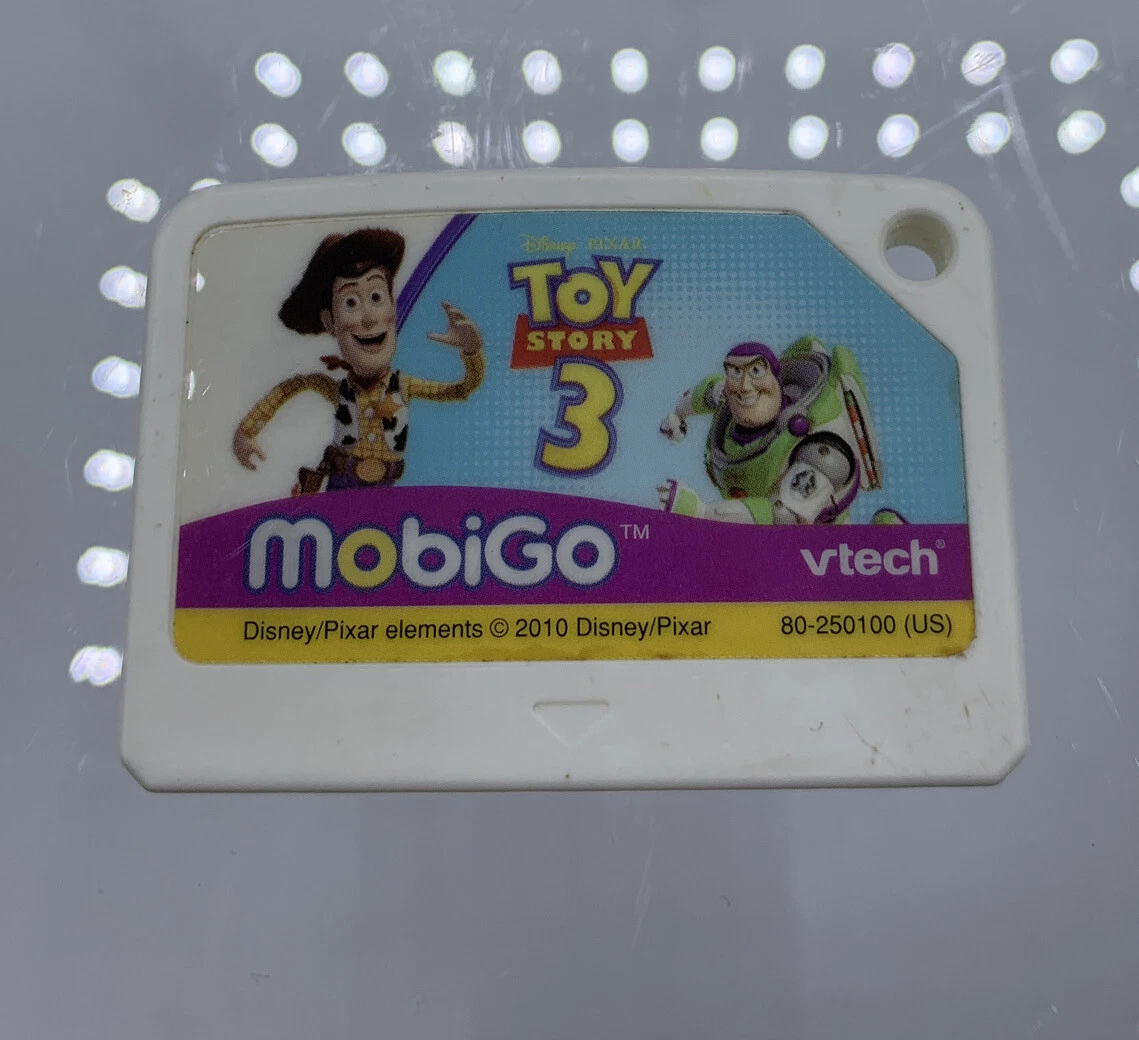 Disney PIXAR
TOY
STORY
3
MobiGo™
vtech®
Disney/Pixar elements © 2010 Disney/Pixar 80-250100 (US)